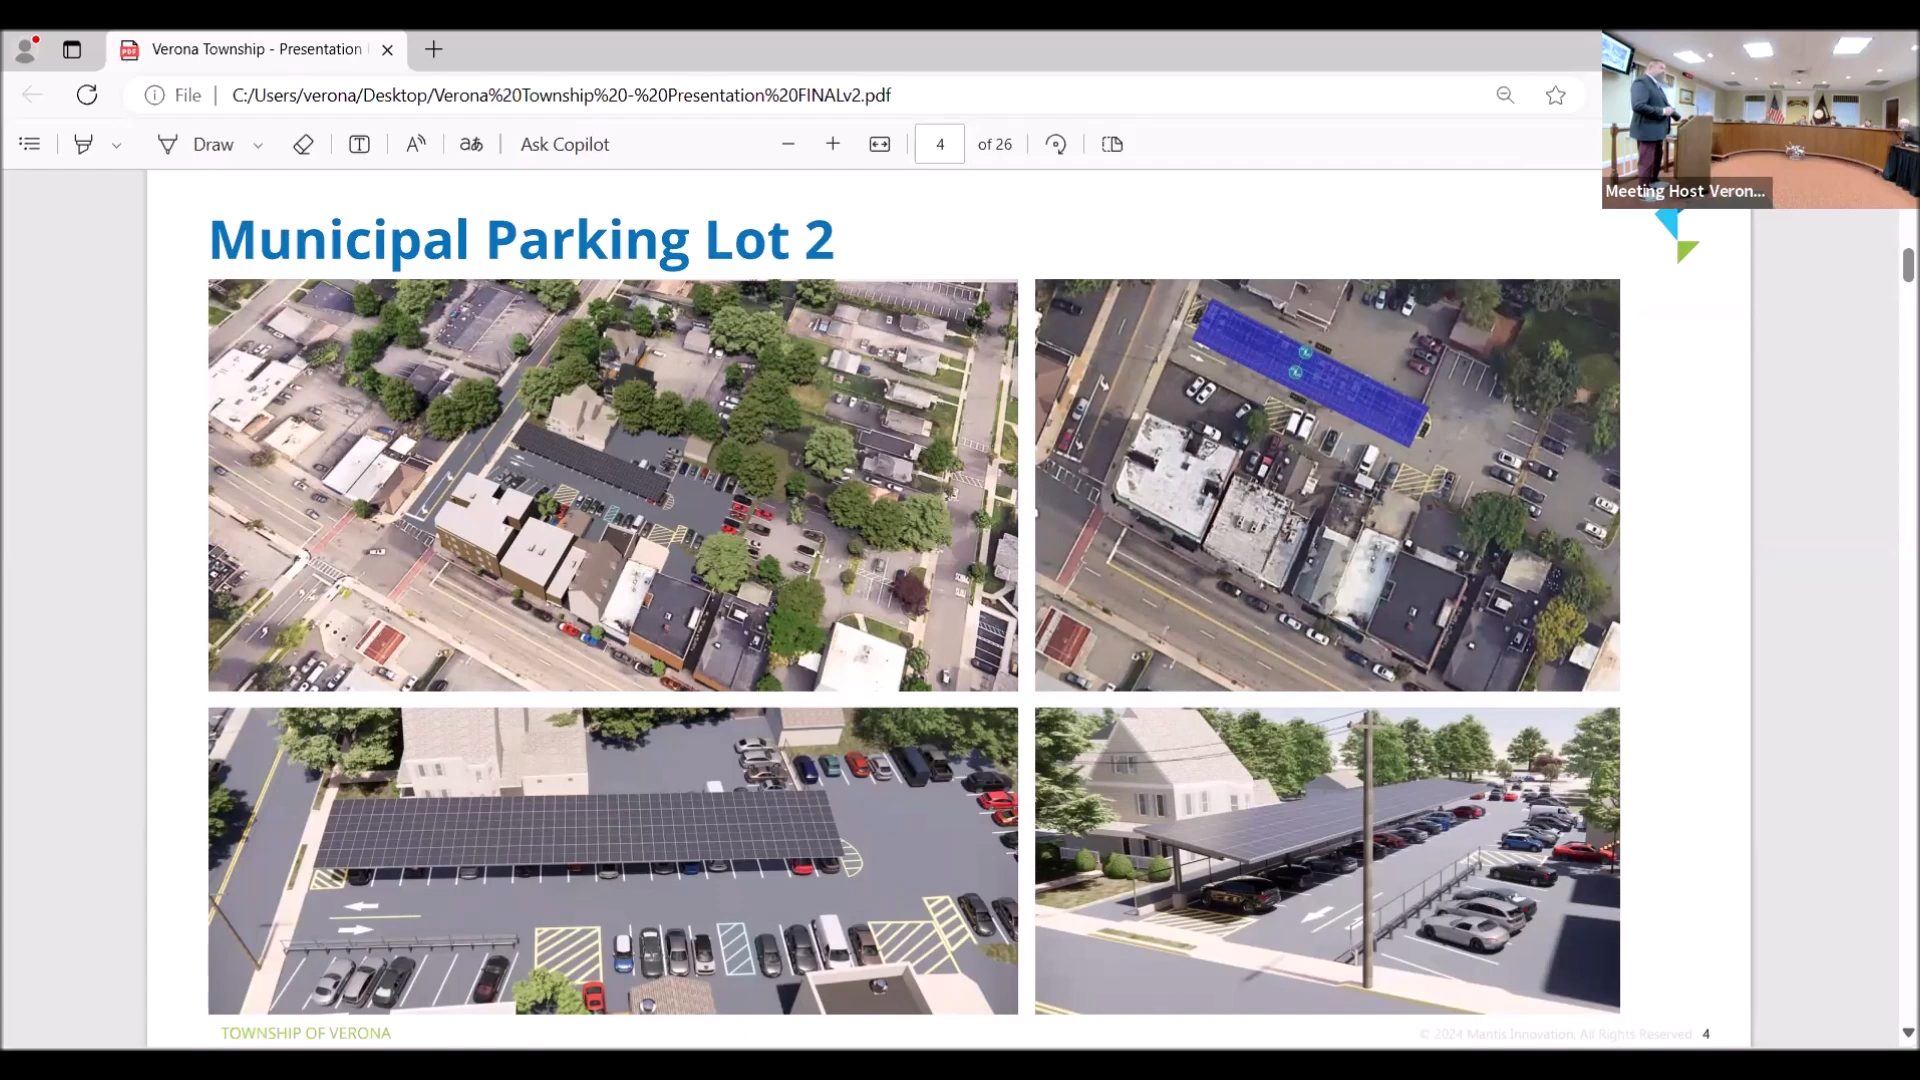 Verona Township - Presentation
File
C:/Users/verona/Desktop/Verona%20Township%20-%20Presentation%20FINALv2.pdf
Draw
Ask Copilot
4
of 26
Meeting Host Veron...
Municipal Parking Lot 2
TOWNSHIP OF VERONA
© 2024 Mantis Innovation, All Rights Reserved
4